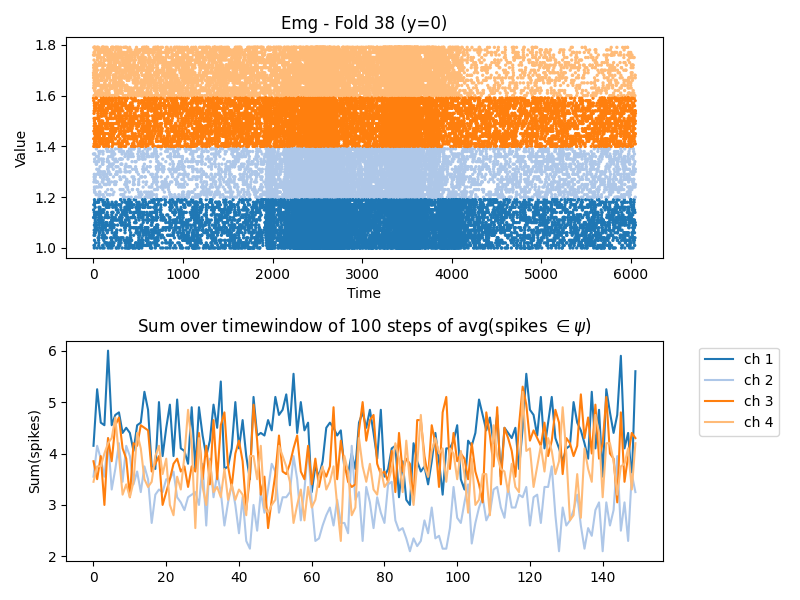 Emg - Fold 38 (y=0)
1.8
1.6
1.4
1.2
1.0
Value
0 1000 2000 3000 4000 5000 6000
Time
Sum over timewindow of 100 steps of avg(spikes ∈ ψ)
6
5
4
3
2
Sum(spikes)
0 20 40 60 80 100 120 140
ch 1
ch 2
ch 3
ch 4